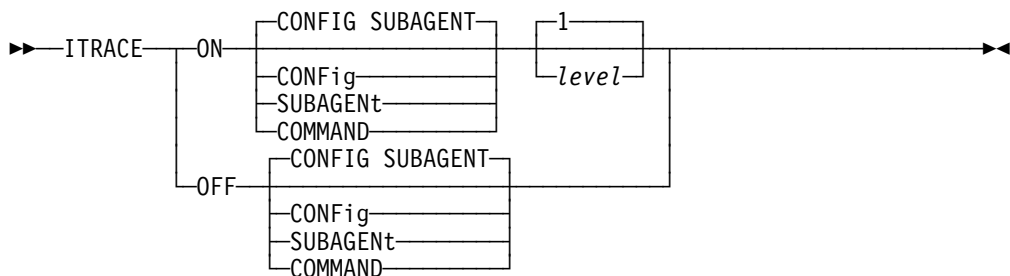 CONFIG SUBAGENT 1
ITRACE ON
CONFig level
SUBAGENt
COMMAND
CONFIG SUBAGENT
OFF
CONFig
SUBAGENt
COMMAND